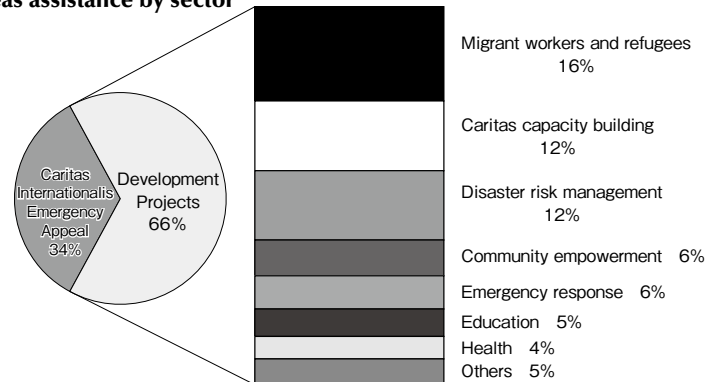 eas assistance by sector
Caritas
Internationalis
Emergency
Appeal
34%
Development
Projects
66%
Migrant workers and refugees
16%
Caritas capacity building
12%
Disaster risk management
12%
Community empowerment 6%
Emergency response 6%
Education 5%
Health 4%
Others 5%